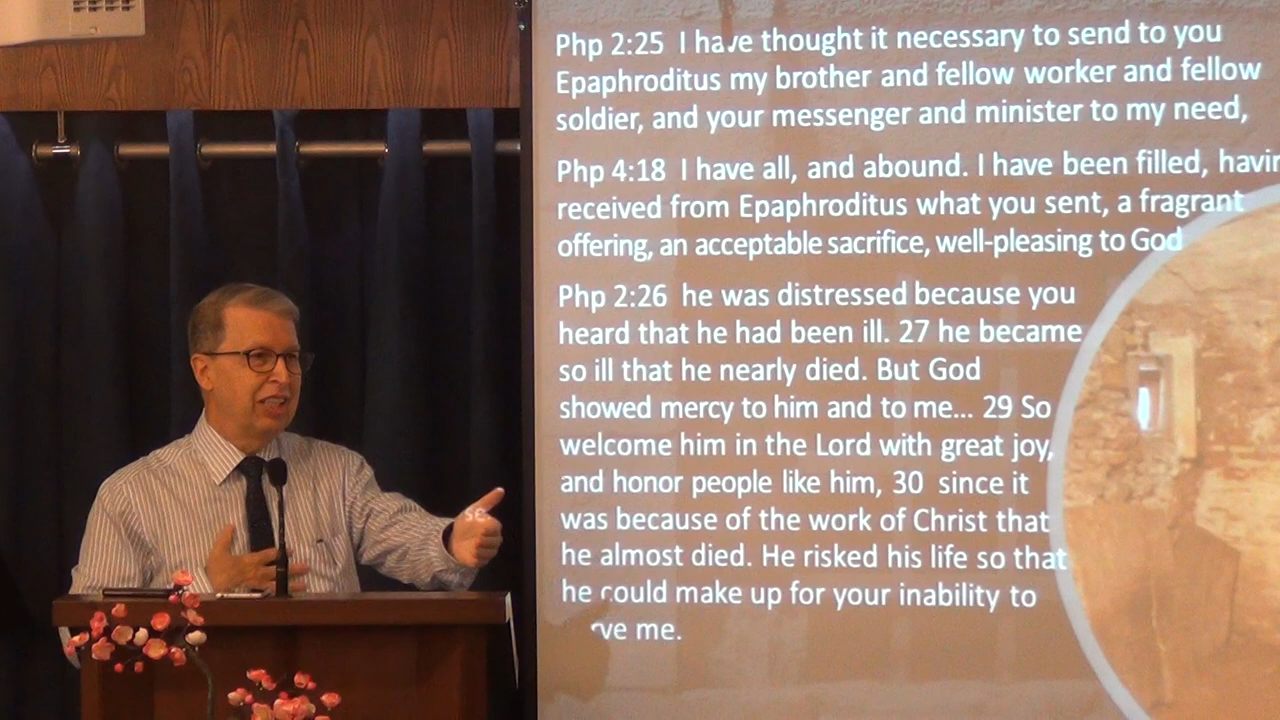 Php 2:25 I have thought it necessary to send to you
Epaphroditus my brother and fellow worker and fellow
soldier, and your messenger and minister to my need,
Php 4:18 I have all, and abound. I have been filled, havin
received from Epaphroditus what you sent, a fragrant
offering, an acceptable sacrifice, well-pleasing to God
Php 2:26 he was distressed because you
heard that he had been ill. 27 he became
so ill that he nearly died. But God
showed mercy to him and to me... 29 So
welcome him in the Lord with great joy,
and honor people like him, 30 since it
was because of the work of Christ that
he almost died. He risked his life so that
he could make up for your inability to
se rve me.